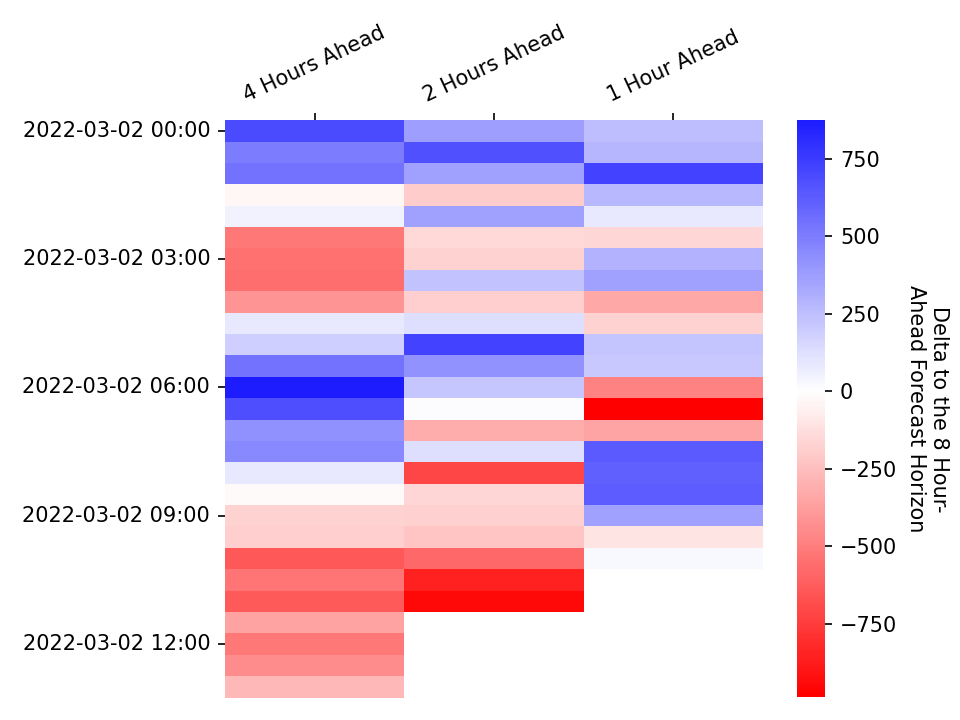 4 Hours Ahead
2 Hours Ahead
1 Hour Ahead
2022-03-02 00:00
2022-03-02 03:00
2022-03-02 06:00
2022-03-02 09:00
2022-03-02 12:00
750
500
250
0
−250
−500
−750
Delta to the 8 Hour-
Ahead Forecast Horizon